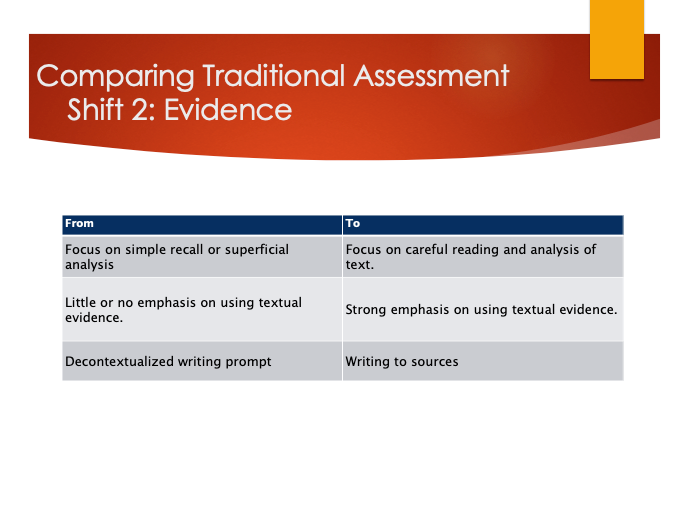 Comparing Traditional Assessment
Shift 2: Evidence
From
To
Focus on simple recall or superficial
analysis
Focus on careful reading and analysis of
text.
Little or no emphasis on using textual
evidence.
Strong emphasis on using textual evidence.
Decontextualized writing prompt
Writing to sources